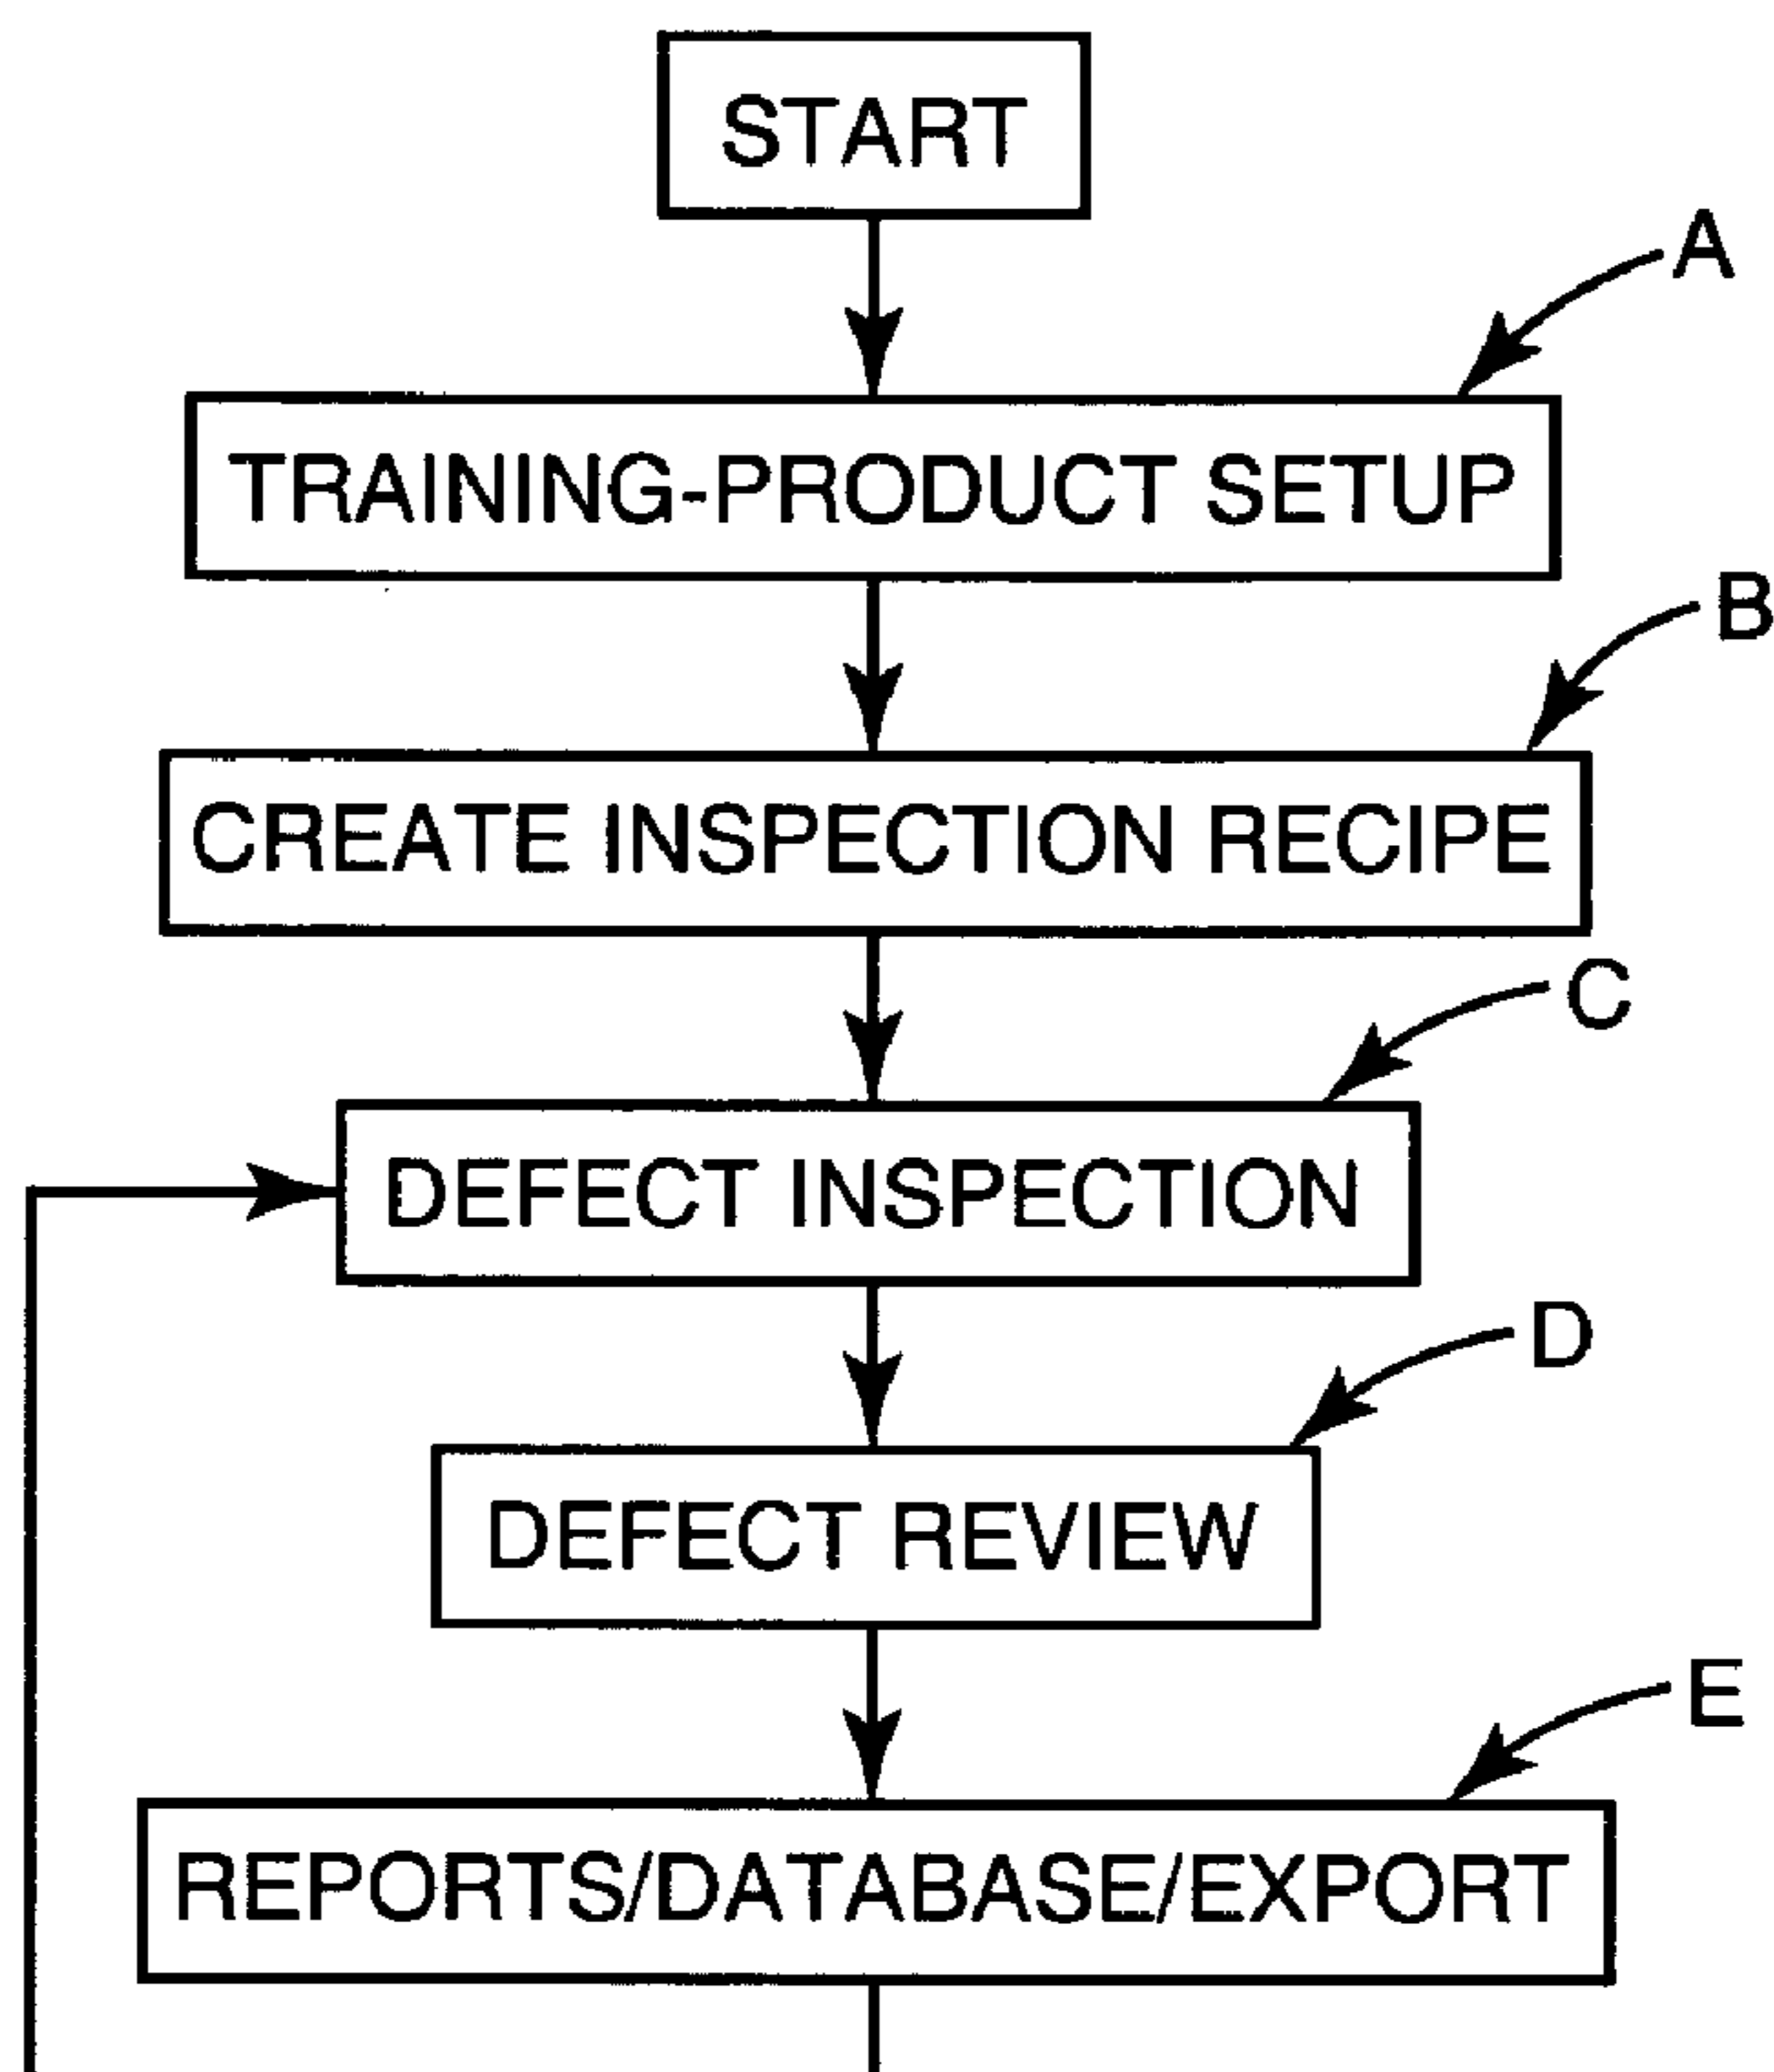 START
A
TRAINING-PRODUCT SETUP
B
CREATE INSPECTION RECIPE
C
DEFECT INSPECTION
D
DEFECT REVIEW
E
REPORTS/DATABASE/EXPORT